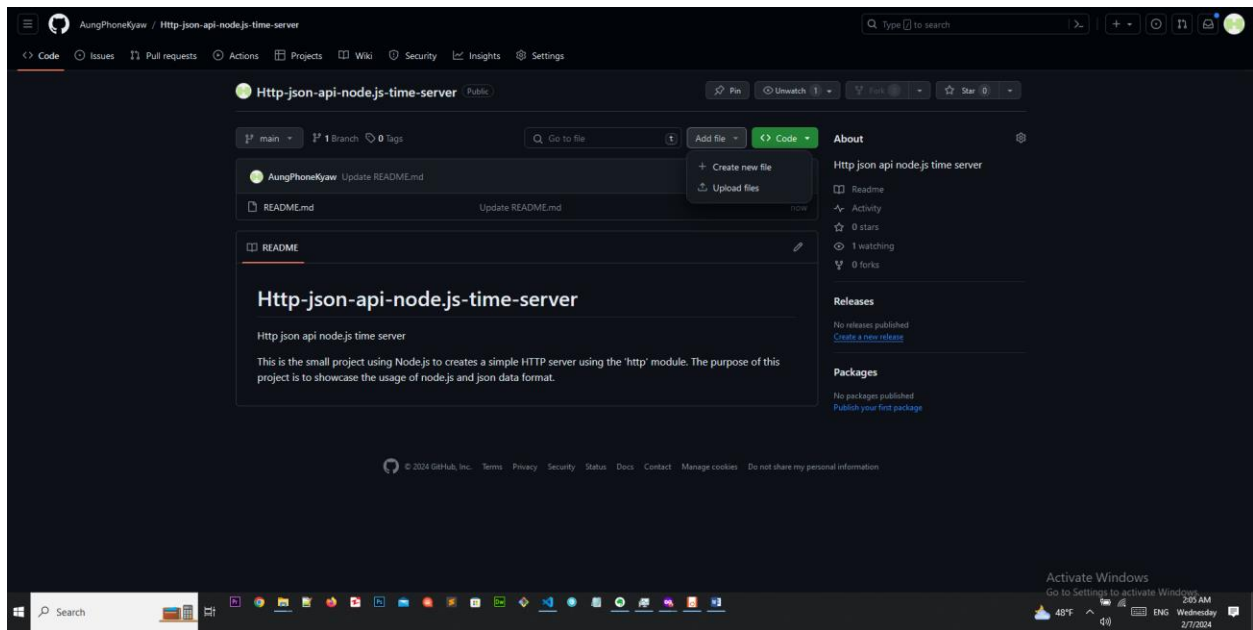 AungPhoneKyaw / Http-json-api-node.js-time-server
Type / to search
Code Issues Pull requests Actions Projects Wiki Security Insights Settings
Http-json-api-node.js-time-server Public
Pin Unwatch 1 Fork 0 Star 0
main 1 Branch 0 Tags Go to file t Add file Code
About
Http json api node.js time server
Create new file
Upload files
AungPhoneKyaw Update README.md
README.md Update README.md now
Readme
Activity
0 stars
1 watching
0 forks
README
Http-json-api-node.js-time-server
Http json api node.js time server
This is the small project using Node.js to creates a simple HTTP server using the 'http' module. The purpose of this
project is to showcase the usage of node.js and json data format.
Releases
No releases published
Create a new release
Packages
No packages published
Publish your first package
© 2024 GitHub, Inc. Terms Privacy Security Status Docs Contact Manage cookies Do not share my personal information
Activate Windows
Go to Settings to activate Windows.
Search
48°F ENG
2:05 AM
Wednesday
2/7/2024